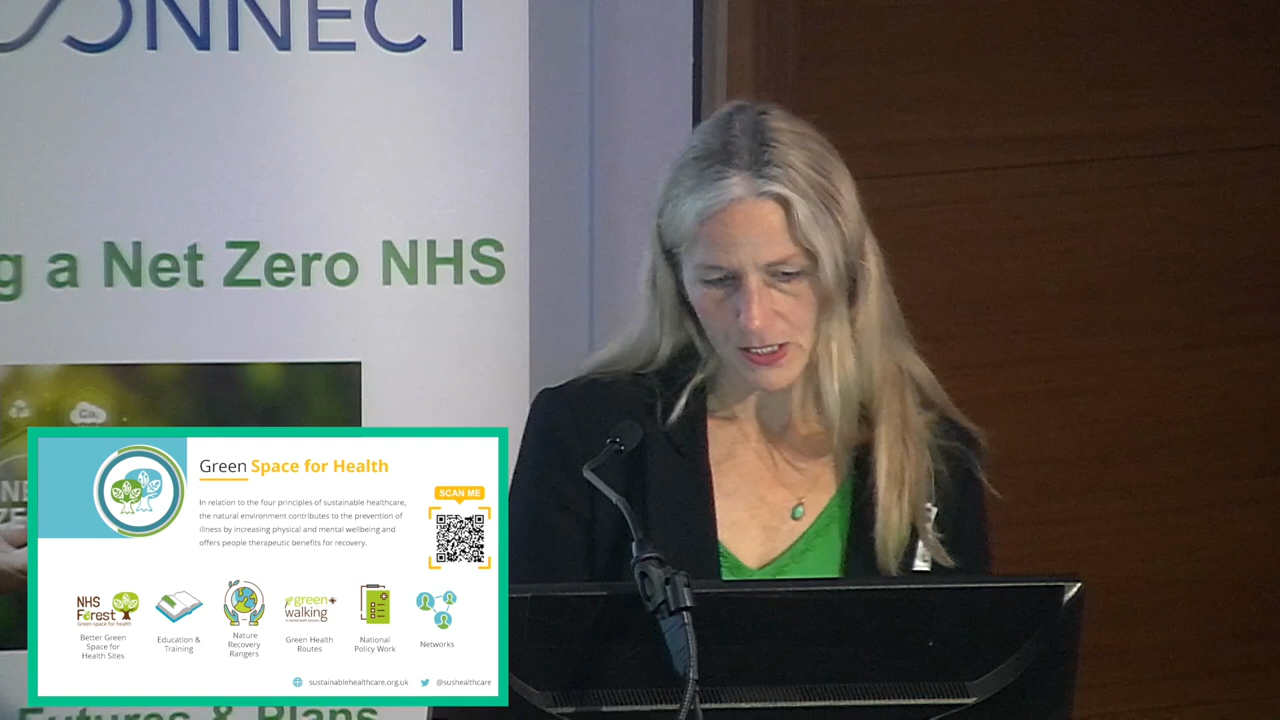 CONNECT
g a Net Zero NHS
Green Space for Health
In relation to the four principles of sustainable healthcare,
the natural environment contributes to the prevention of
illness by increasing physical and mental wellbeing and
offers people therapeutic benefits for recovery.
SCAN ME
NHS
Forest
Green space for health
Better Green
Space for
Health Sites
Education &
Training
Nature
Recovery
Rangers
green
walking
Green Health
Routes
National
Policy Work
Networks
sustainablehealthcare.org.uk
@sushealthcare
Futures & Plans